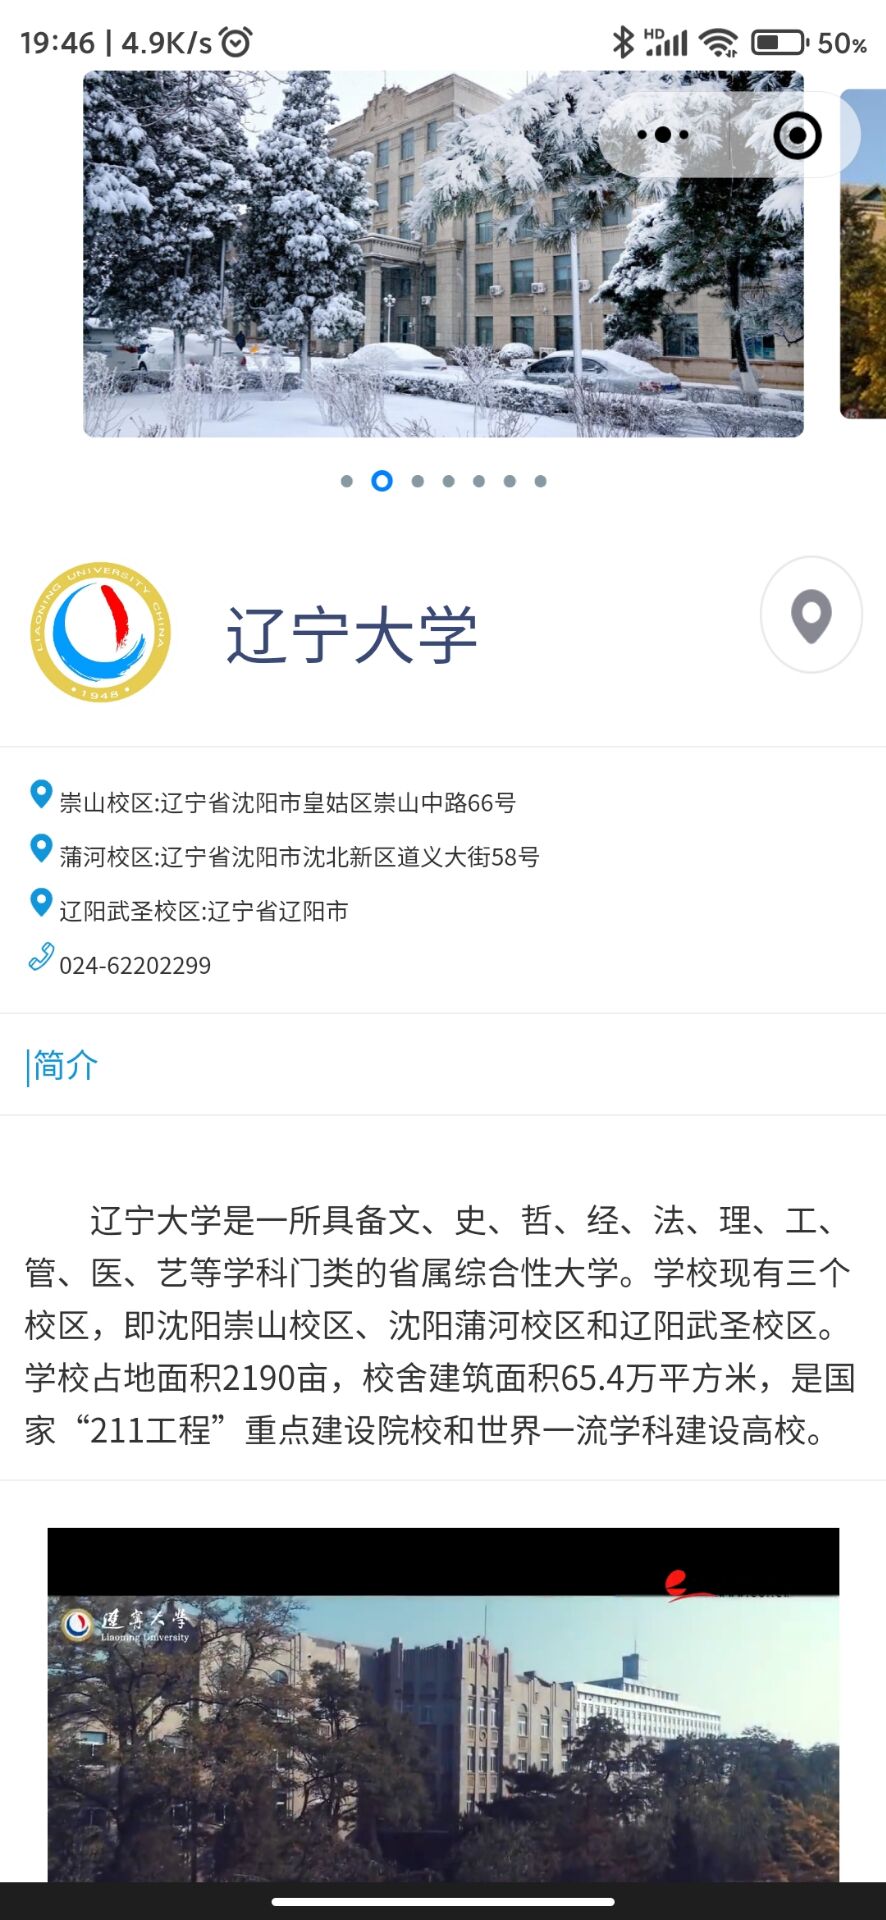 19:46 | 4.9K/s
HD
50%
LIAONING UNIVERSITY CHINA
1948
辽宁大学
崇山校区:辽宁省沈阳市皇姑区崇山中路66号
蒲河校区:辽宁省沈阳市沈北新区道义大街58号
辽阳武圣校区:辽宁省辽阳市
024-62202299
|简介
辽宁大学是一所具备文、史、哲、经、法、理、工、
管、医、艺等学科门类的省属综合性大学。学校现有三个
校区，即沈阳崇山校区、沈阳蒲河校区和辽阳武圣校区。
学校占地面积2190亩，校舍建筑面积65.4万平方米，是国
家“211工程”重点建设院校和世界一流学科建设高校。
遼寧大學
Liaoning University